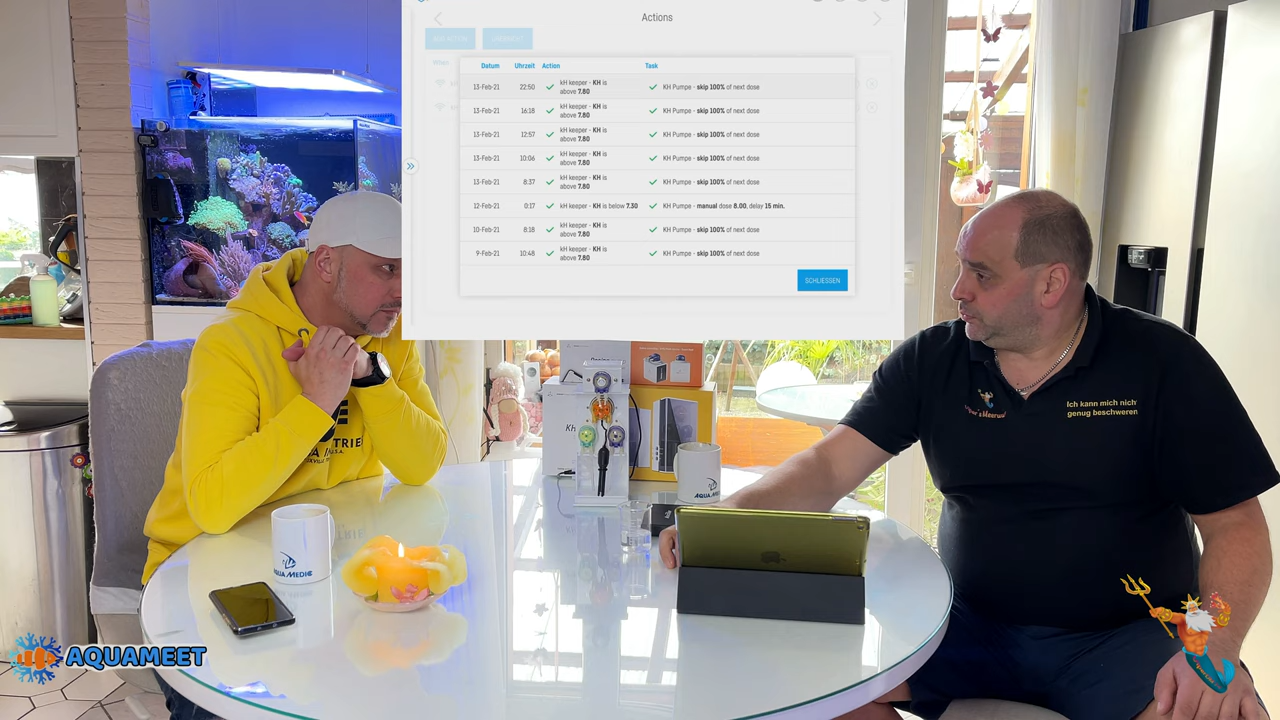 Actions
Datum Uhrzeit Action Task
13-Feb-21 22:50 kH keeper - KH is above 7.80 KH Pumpe - skip 100% of next dose
13-Feb-21 16:18 kH keeper - KH is above 7.80 KH Pumpe - skip 100% of next dose
13-Feb-21 12:57 kH keeper - KH is above 7.80 KH Pumpe - skip 100% of next dose
13-Feb-21 10:06 kH keeper - KH is above 7.80 KH Pumpe - skip 100% of next dose
13-Feb-21 8:37 kH keeper - KH is above 7.80 KH Pumpe - skip 100% of next dose
12-Feb-21 0:17 kH keeper - KH is below 7.30 KH Pumpe - manual dose 8.00, delay 15 min.
10-Feb-21 8:18 kH keeper - KH is above 7.80 KH Pumpe - skip 100% of next dose
9-Feb-21 10:48 kH keeper - KH is above 7.80 KH Pumpe - skip 100% of next dose
SCHLIESSEN
Ich kann mich nich
genug beschweren
Kh
AQUA ME
AQUA MEDIC
AQUAMEET